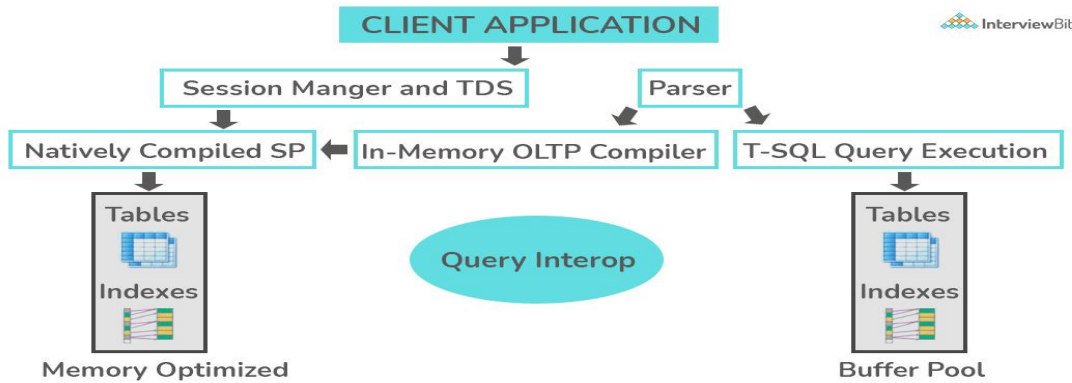 CLIENT APPLICATION
InterviewBit
Session Manger and TDS
Parser
Natively Compiled SP
In-Memory OLTP Compiler
T-SQL Query Execution
Tables
Indexes
Memory Optimized
Query Interop
Tables
Indexes
Buffer Pool